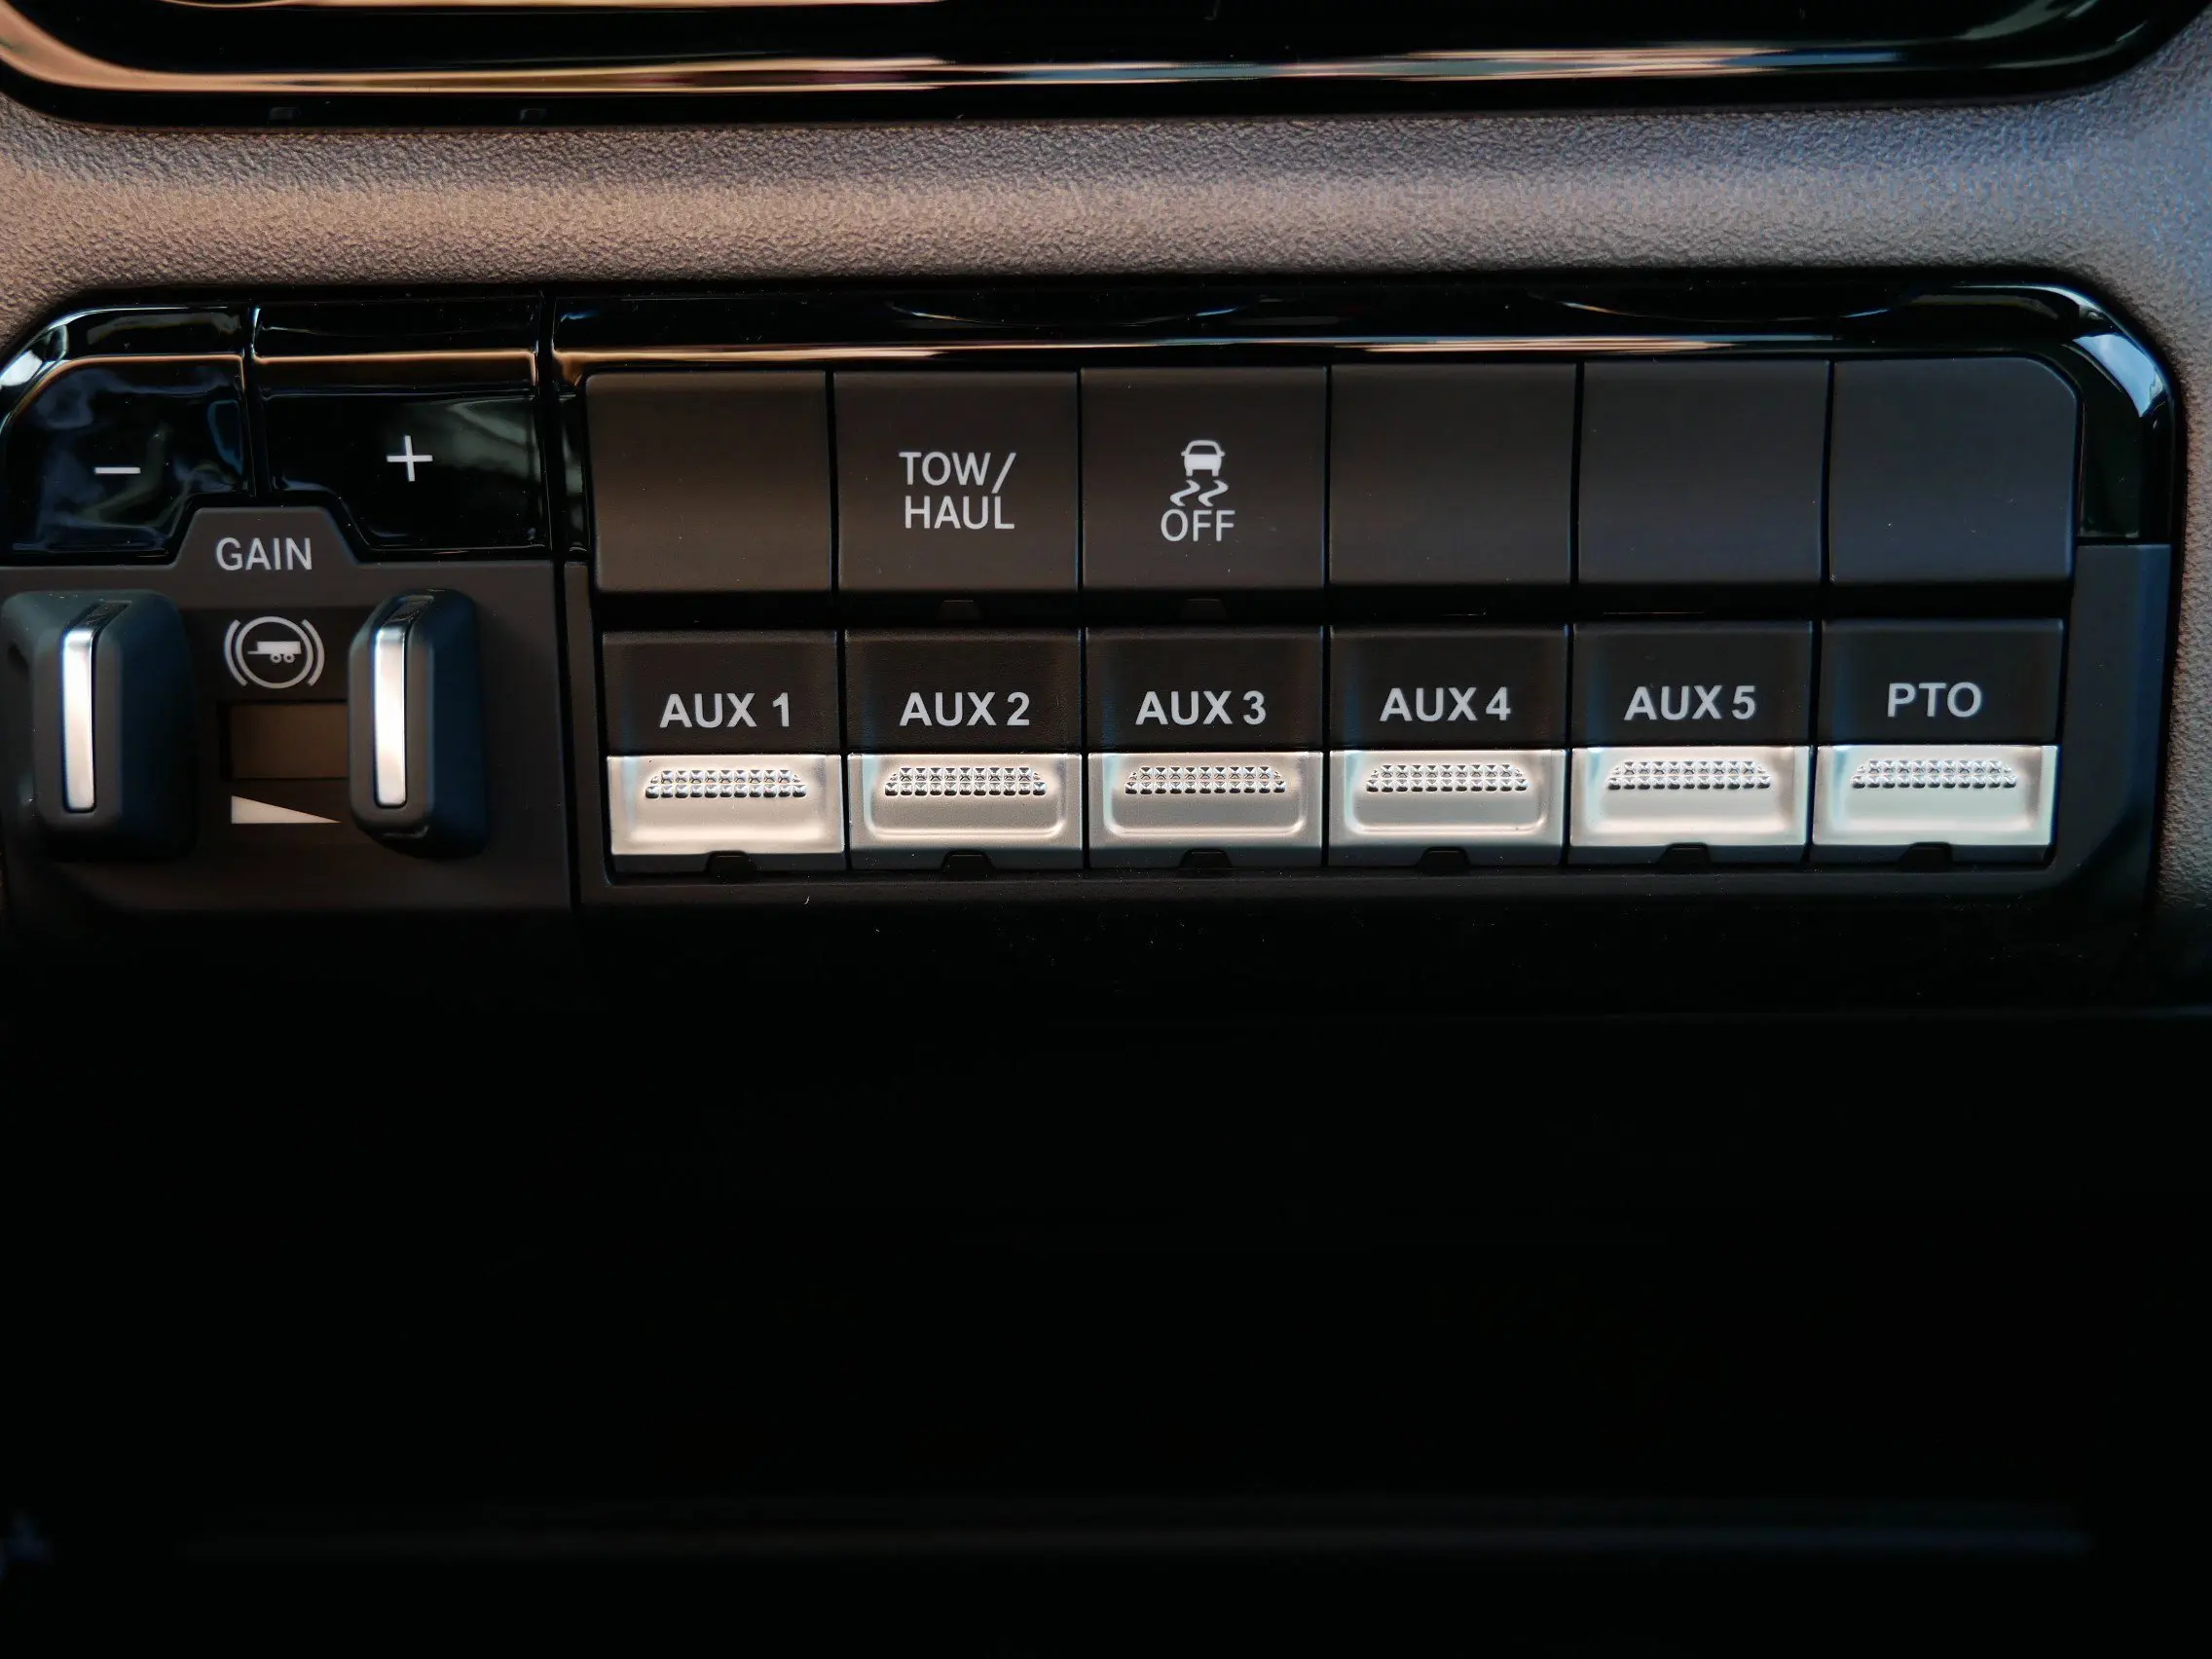 − +
GAIN
TOW/
HAUL
OFF
AUX 1 AUX 2 AUX 3 AUX 4 AUX 5 PTO